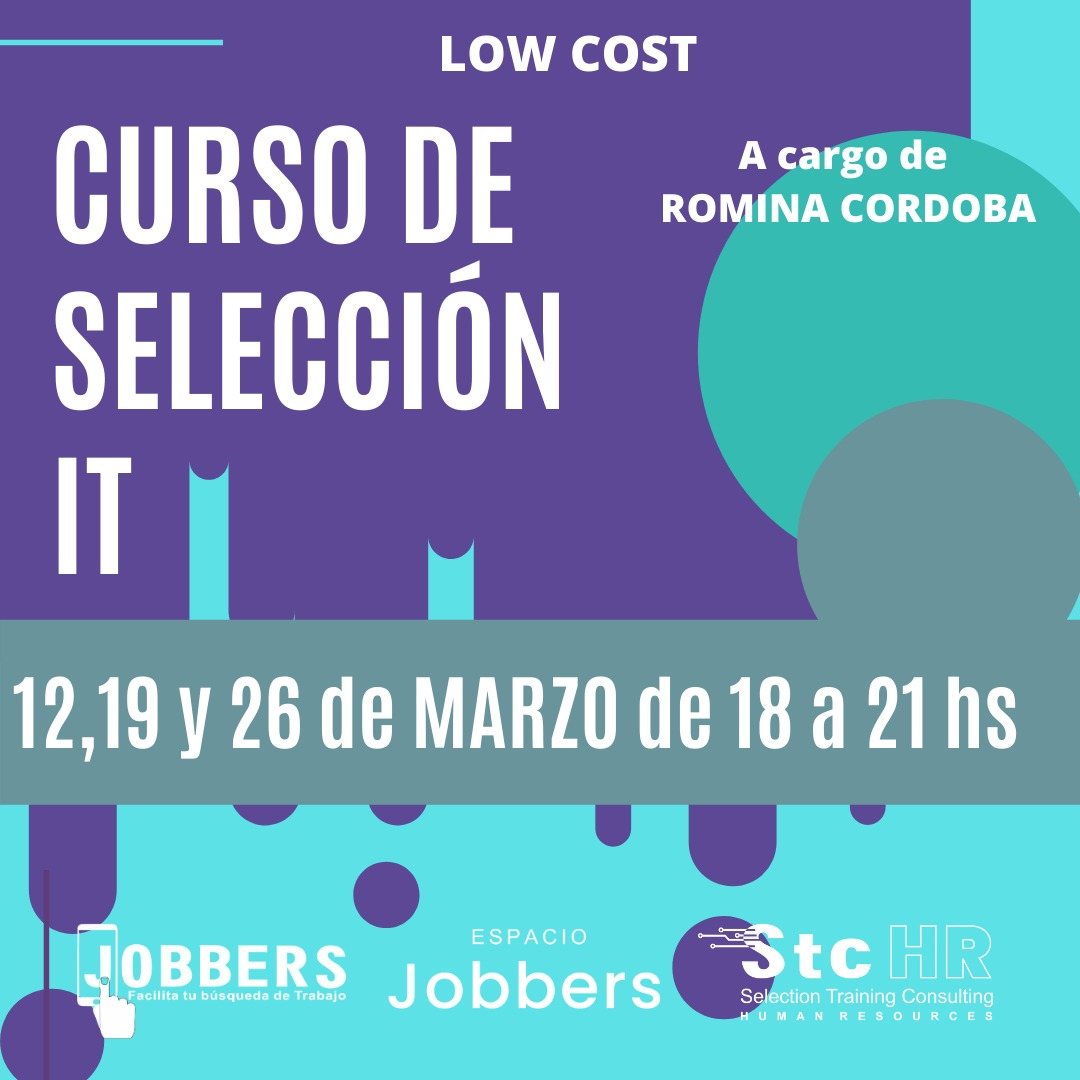 LOW COST
CURSO DE
SELECCIÓN
IT
A cargo de
ROMINA CORDOBA
12,19 y 26 de MARZO de 18 a 21 hs
JOBBERS
Facilita tu búsqueda de Trabajo
ESPACIO
Jobbers
Stc HR
Selection Training Consulting
HUMAN RESOURCES